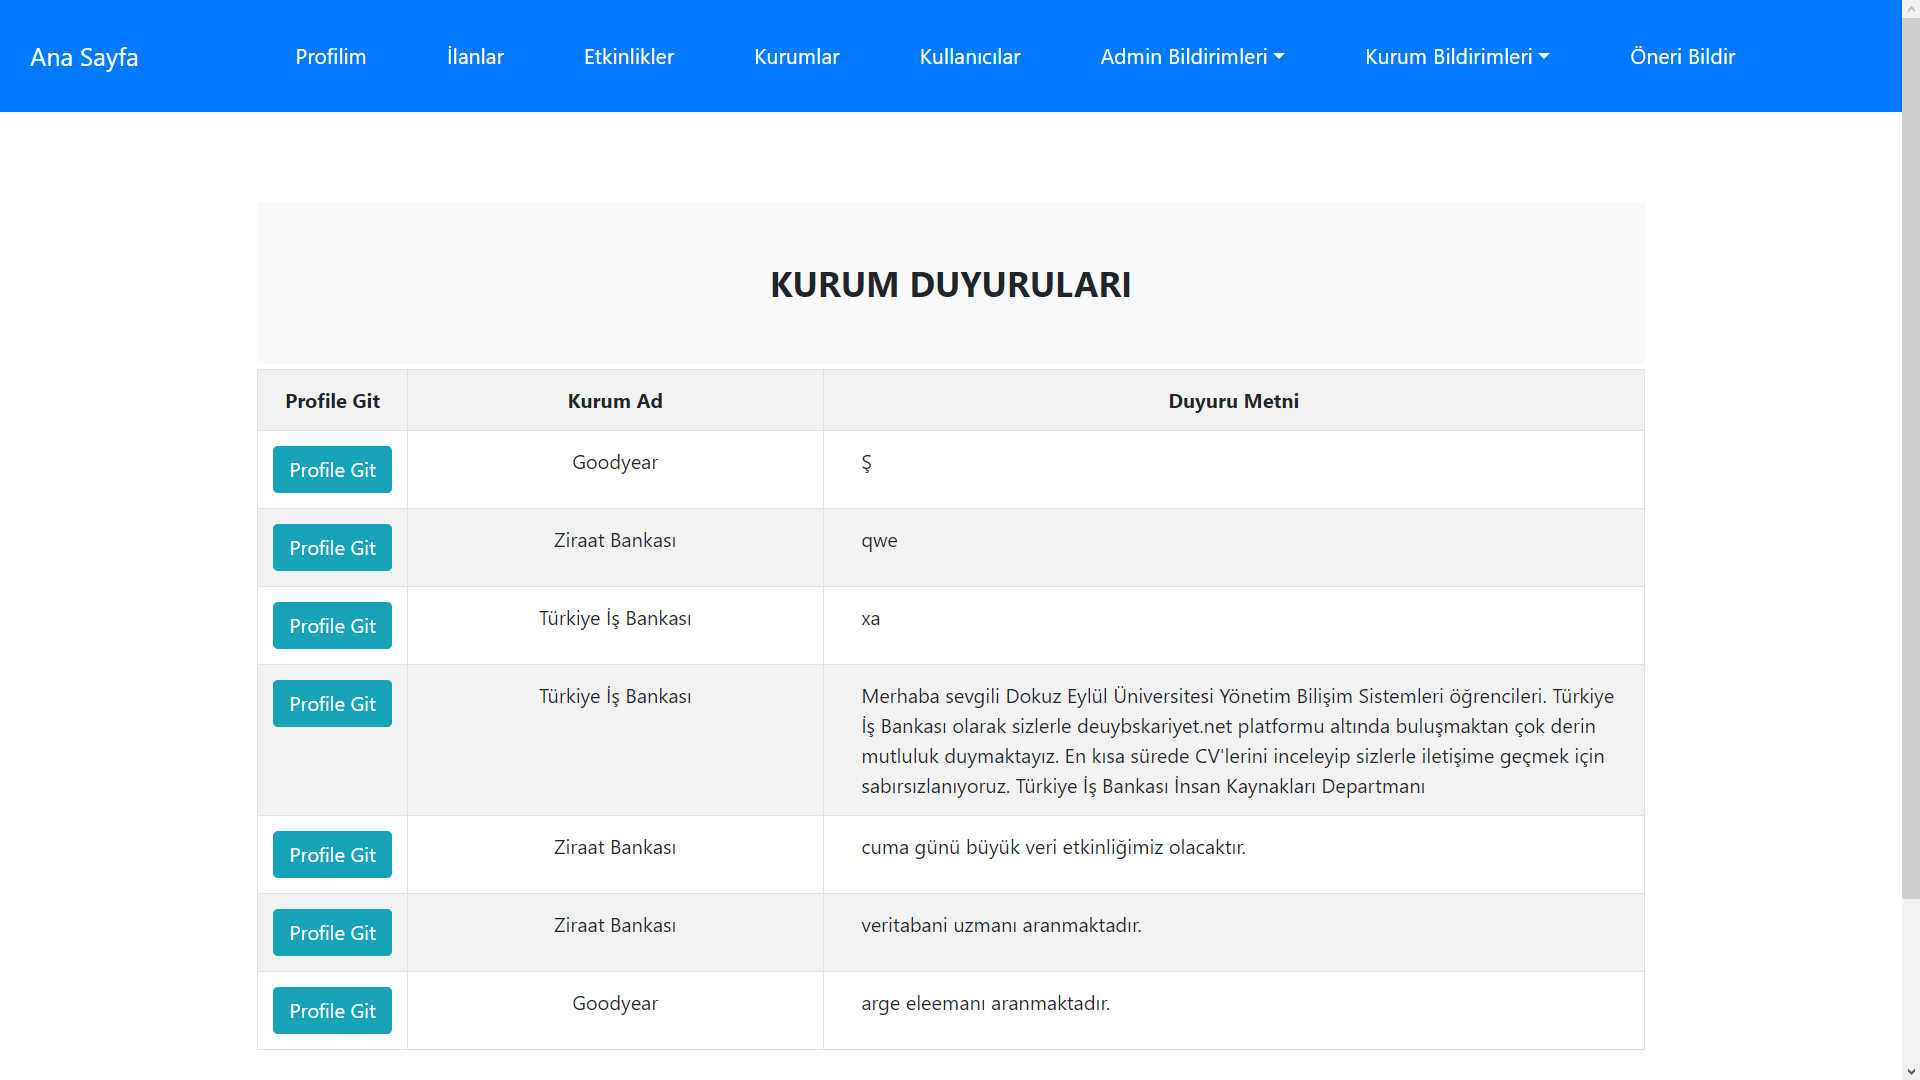 Ana Sayfa
Profilim
İlanlar
Etkinlikler
Kurumlar
Kullanıcılar
Admin Bildirimleri
Kurum Bildirimleri
Öneri Bildir
KURUM DUYURULARI
Profile Git
Kurum Ad
Duyuru Metni
Profile Git
Goodyear
Ş
Profile Git
Ziraat Bankası
qwe
Profile Git
Türkiye İş Bankası
xa
Profile Git
Türkiye İş Bankası
Merhaba sevgili Dokuz Eylül Üniversitesi Yönetim Bilişim Sistemleri öğrencileri. Türkiye
İş Bankası olarak sizlerle deuybskariyet.net platformu altında buluşmaktan çok derin
mutluluk duymaktayız. En kısa sürede CV'lerini inceleyip sizlerle iletişime geçmek için
sabırsızlanıyoruz. Türkiye İş Bankası İnsan Kaynakları Departmanı
Profile Git
Ziraat Bankası
cuma günü büyük veri etkinliğimiz olacaktır.
Profile Git
Ziraat Bankası
veritabani uzmanı aranmaktadır.
Profile Git
Goodyear
arge eleemanı aranmaktadır.